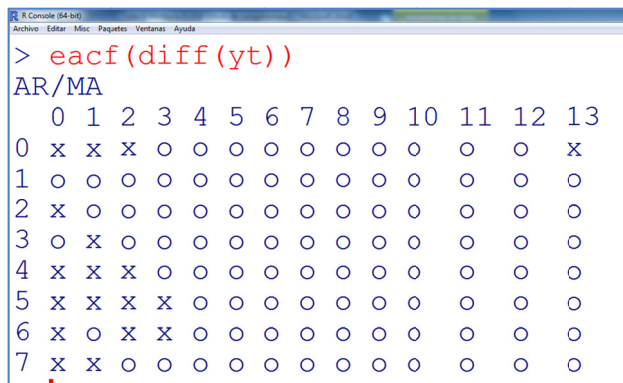 R Console (64-bit)
Archivo Editar Misc Paquetes Ventanas Ayuda
> eacf(diff(yt))
AR/MA
0 1 2 3 4 5 6 7 8 9 10 11 12 13
0 x x x o o o o o o o o o o x
1 o o o o o o o o o o o o o o
2 x o o o o o o o o o o o o o
3 o x o o o o o o o o o o o o
4 x x x o o o o o o o o o o o
5 x x x x o o o o o o o o o o
6 x o x x o o o o o o o o o o
7 x x o o o o o o o o o o o o